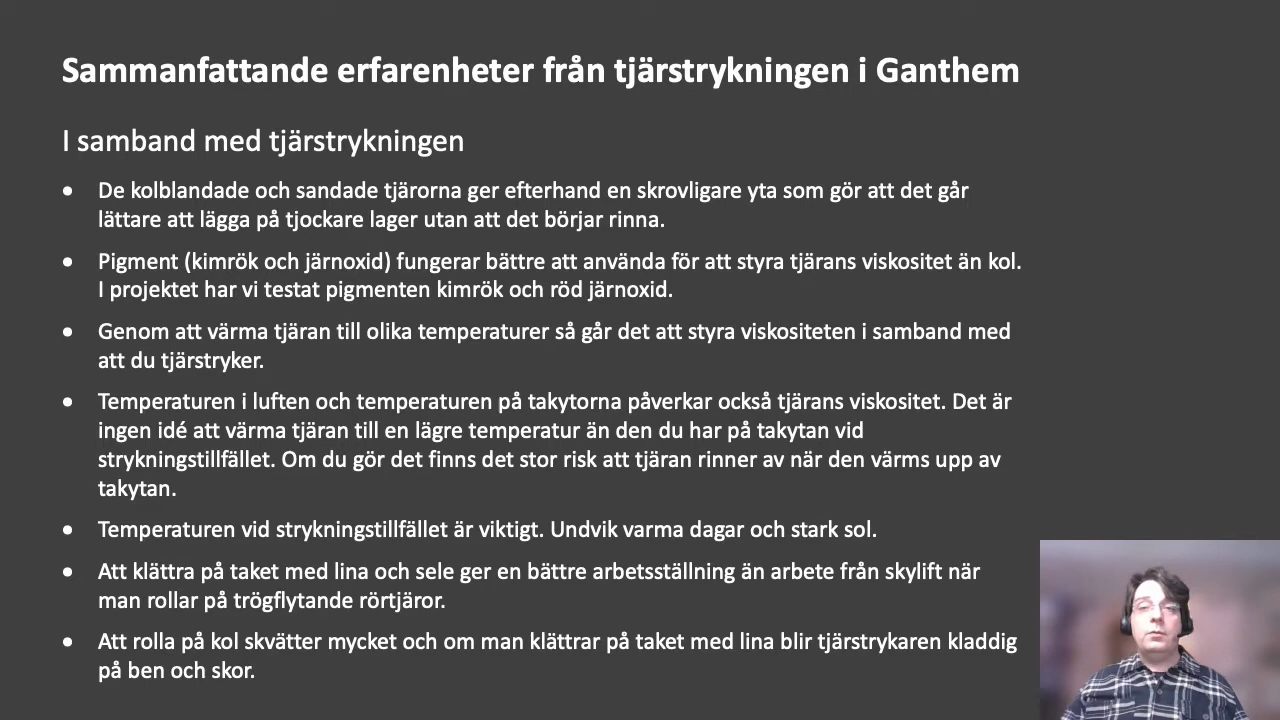 Sammanfattande erfarenheter från tjärstrykningen i Ganthem
I samband med tjärstrykningen
• De kolblandade och sandade tjärorna ger efterhand en skrovligare yta som gör att det går
lättare att lägga på tjockare lager utan att det börjar rinna.
• Pigment (kimrök och järnoxid) fungerar bättre att använda för att styra tjärans viskositet än kol.
I projektet har vi testat pigmenten kimrök och röd järnoxid.
• Genom att värma tjäran till olika temperaturer så går det att styra viskositeten i samband med
att du tjärstryker.
• Temperaturen i luften och temperaturen på takytorna påverkar också tjärans viskositet. Det är
ingen idé att värma tjäran till en lägre temperatur än den du har på takytan vid
strykningstillfället. Om du gör det finns det stor risk att tjäran rinner av när den värms upp av
takytan.
• Temperaturen vid strykningstillfället är viktigt. Undvik varma dagar och stark sol.
• Att klättra på taket med lina och sele ger en bättre arbetsställning än arbete från skylift när
man rollar på trögflytande rörtjäror.
• Att rolla på kol skvätter mycket och om man klättrar på taket med lina blir tjärstrykaren kladdig
på ben och skor.